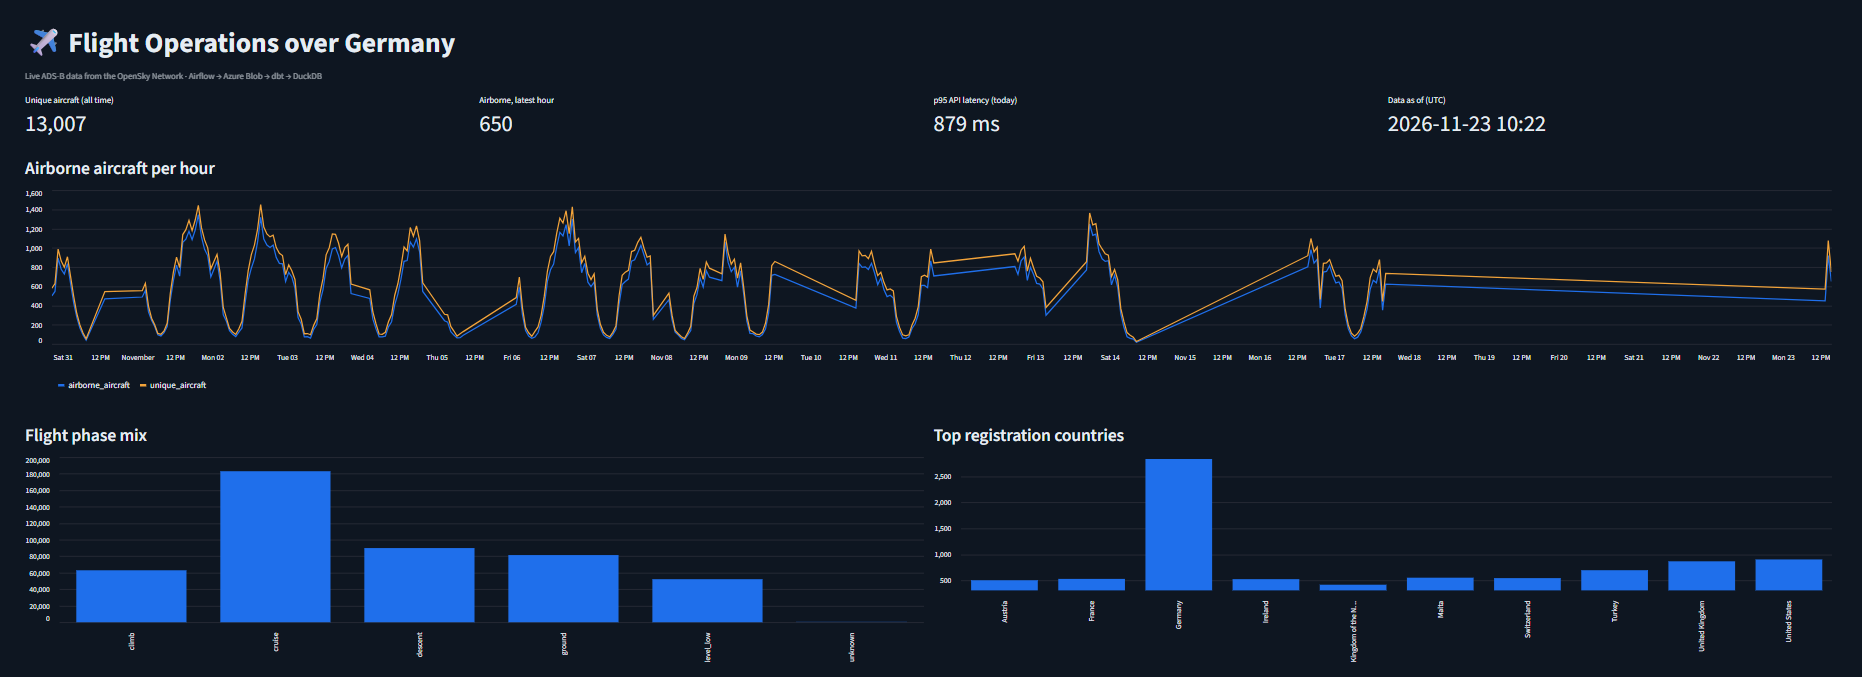 Flight Operations over Germany
Live ADS-B data from the OpenSky Network · Airflow → Azure Blob → dbt → DuckDB
Unique aircraft (all time)
13,007
Airborne, latest hour
650
p95 API latency (today)
879 ms
Data as of (UTC)
2026-11-23 10:22
Airborne aircraft per hour
1,600
1,400
1,200
1,000
800
600
400
200
0
Sat 31 12 PM November 12 PM Mon 02 12 PM Tue 03 12 PM Wed 04 12 PM Thu 05 12 PM Fri 06 12 PM Sat 07 12 PM Nov 08 12 PM Mon 09 12 PM Tue 10 12 PM Wed 11 12 PM Thu 12 12 PM Fri 13 12 PM Sat 14 12 PM Nov 15 12 PM Mon 16 12 PM Tue 17 12 PM Wed 18 12 PM Thu 19 12 PM Fri 20 12 PM Sat 21 12 PM Nov 22 12 PM Mon 23 12 PM
airborne_aircraft unique_aircraft
Flight phase mix
200,000
180,000
160,000
140,000
120,000
100,000
80,000
60,000
40,000
20,000
0
climb
cruise
descent
ground
level_low
unknown
Top registration countries
2,500
2,000
1,500
1,000
500
Austria
France
Germany
Ireland
Kingdom of the N…
Malta
Switzerland
Turkey
United Kingdom
United States